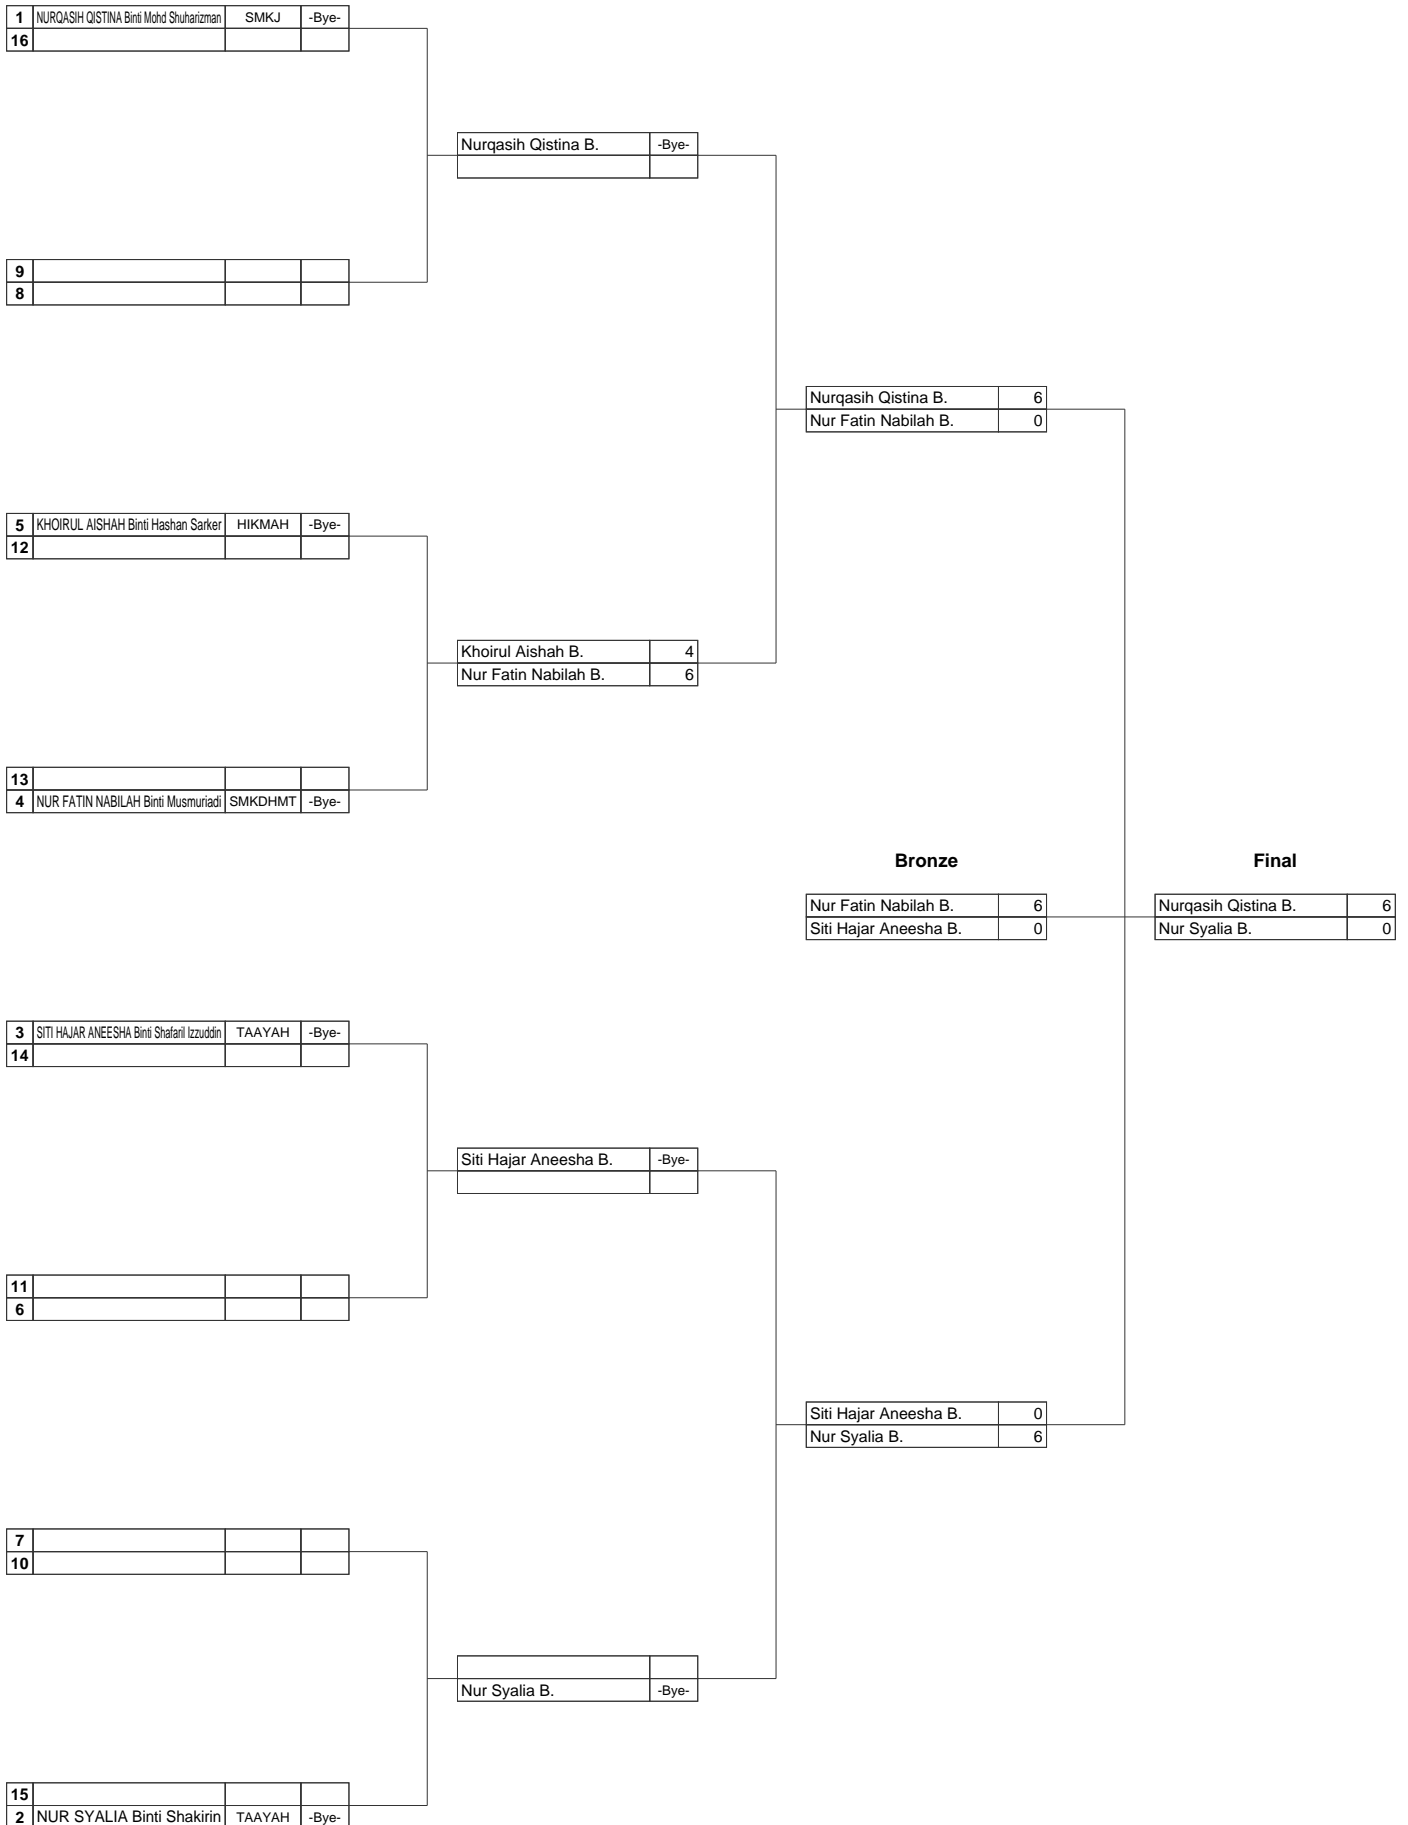 1 NURQASIH QISTINA Binti Mohd Shuharizman SMKJ -Bye-
16
Nurqasih Qistina B. -Bye-
9
8
Nurqasih Qistina B. 6
Nur Fatin Nabilah B. 0
5 KHOIRUL AISHAH Binti Hashan Sarker HIKMAH -Bye-
12
Khoirul Aishah B. 4
Nur Fatin Nabilah B. 6
13
4 NUR FATIN NABILAH Binti Musmuriadi SMKDHMT -Bye-
Bronze Final
Nur Fatin Nabilah B. 6 Nurqasih Qistina B. 6
Siti Hajar Aneesha B. 0 Nur Syalia B. 0
3 SITI HAJAR ANEESHA Binti Shafaril Izzuddin TAAYAH -Bye-
14
Siti Hajar Aneesha B. -Bye-
11
6
Siti Hajar Aneesha B. 0
Nur Syalia B. 6
7
10
Nur Syalia B. -Bye-
15
2 NUR SYALIA Binti Shakirin TAAYAH -Bye-